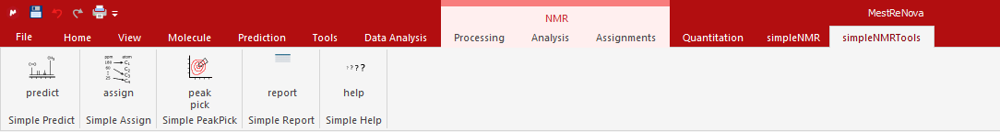 NMR
MestReNova
File Home View Molecule Prediction Tools Data Analysis Processing Analysis Assignments Quantitation simpleNMR simpleNMRTools
predict assign peak pick report help
Simple Predict Simple Assign Simple PeakPick Simple Report Simple Help